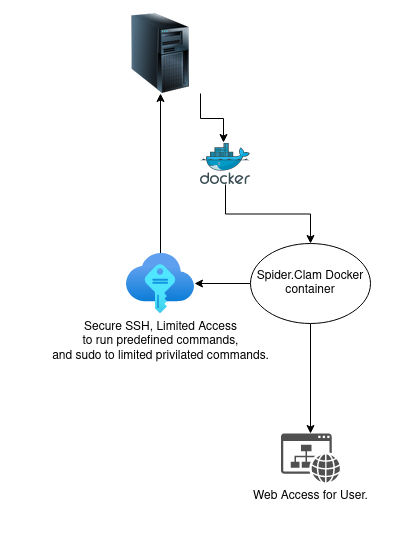 docker
Spider.Clam Docker
container
Secure SSH, Limited Access
to run predefined commands,
and sudo to limited privilated commands.
Web Access for User.